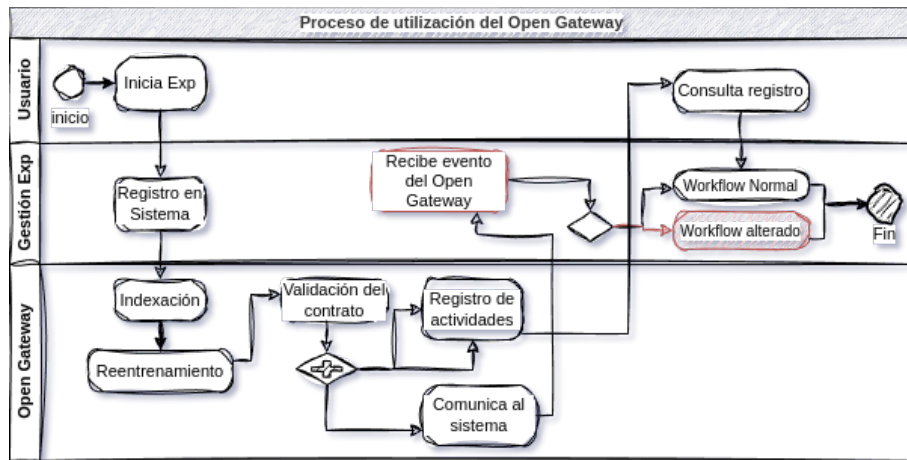 Proceso de utilización del Open Gateway
Usuario
inicio
Inicia Exp
Consulta registro
Gestión Exp
Registro en
Sistema
Recibe evento
del Open
Gateway
Workflow Normal
Workflow alterado
Fin
Open Gateway
Indexación
Reentrenamiento
Validación del
contrato
Registro de
actividades
Comunica al
sistema